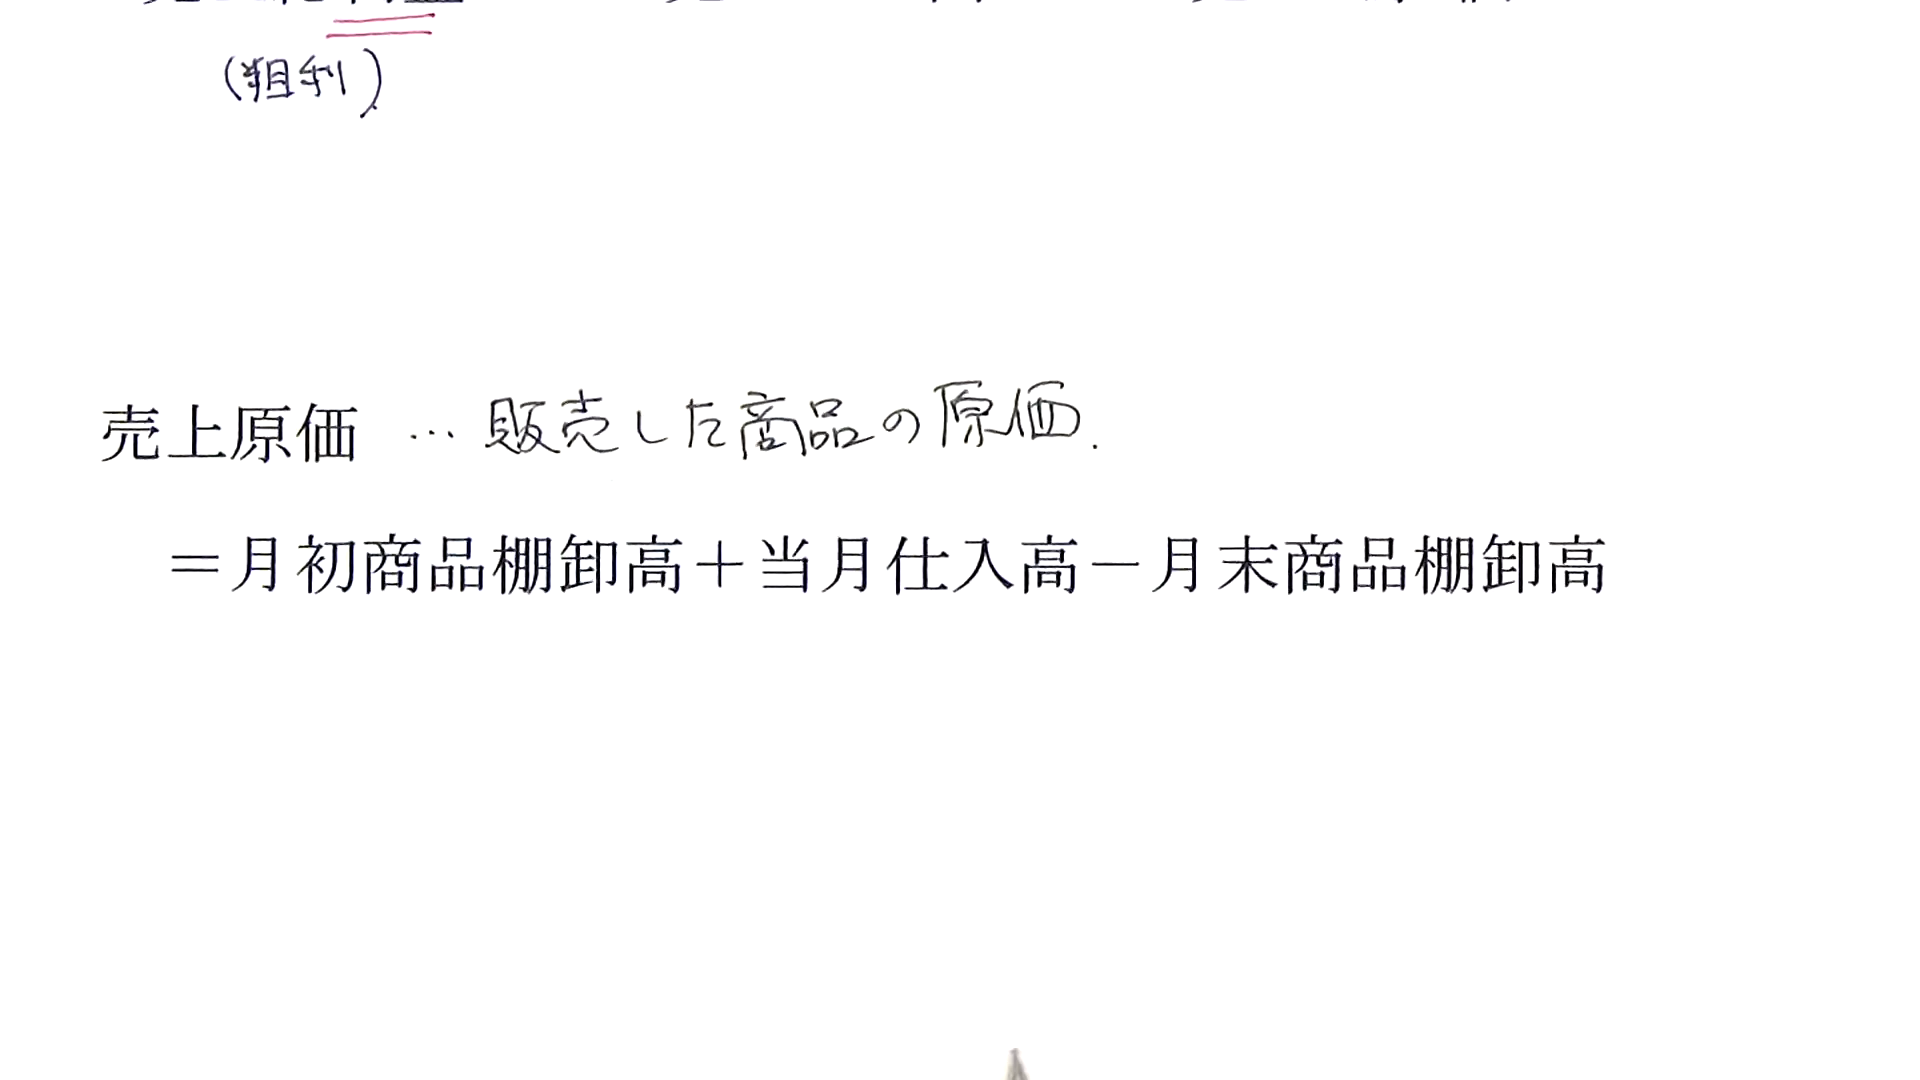 (粗利)
売上原価 … 販売した商品の原価.
＝月初商品棚卸高＋当月仕入高－月末商品棚卸高